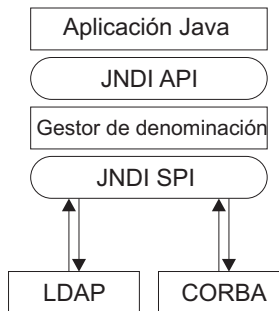 Aplicación Java
JNDI API
Gestor de denominación
JNDI SPI
LDAP
CORBA